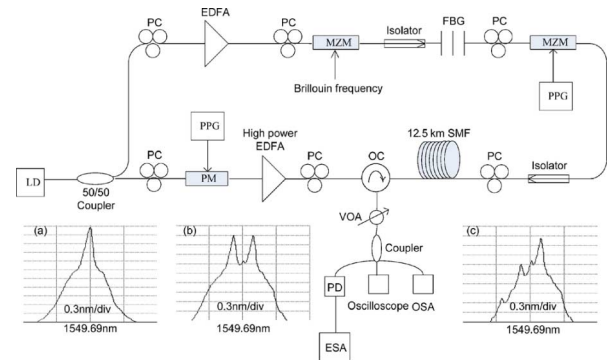 EDFA
PC
PC
MZM
Isolator
FBG
PC
MZM
Brillouin frequency
PPG
PPG
High power
EDFA
12.5 km SMF
PC
PC
OC
PC
Isolator
LD
50/50
Coupler
PM
VOA
Coupler
(a)
0.3nm/div
1549.69nm
(b)
0.3nm/div
1549.69nm
PD
Oscilloscope
OSA
ESA
(c)
0.3nm/div
1549.69nm